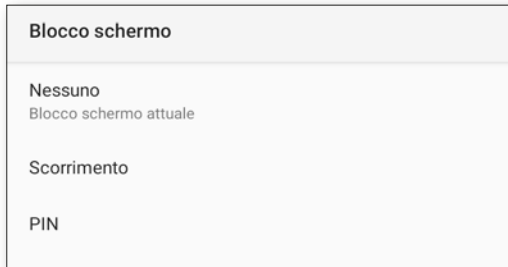 Blocco schermo
Nessuno
Blocco schermo attuale
Scorrimento
PIN